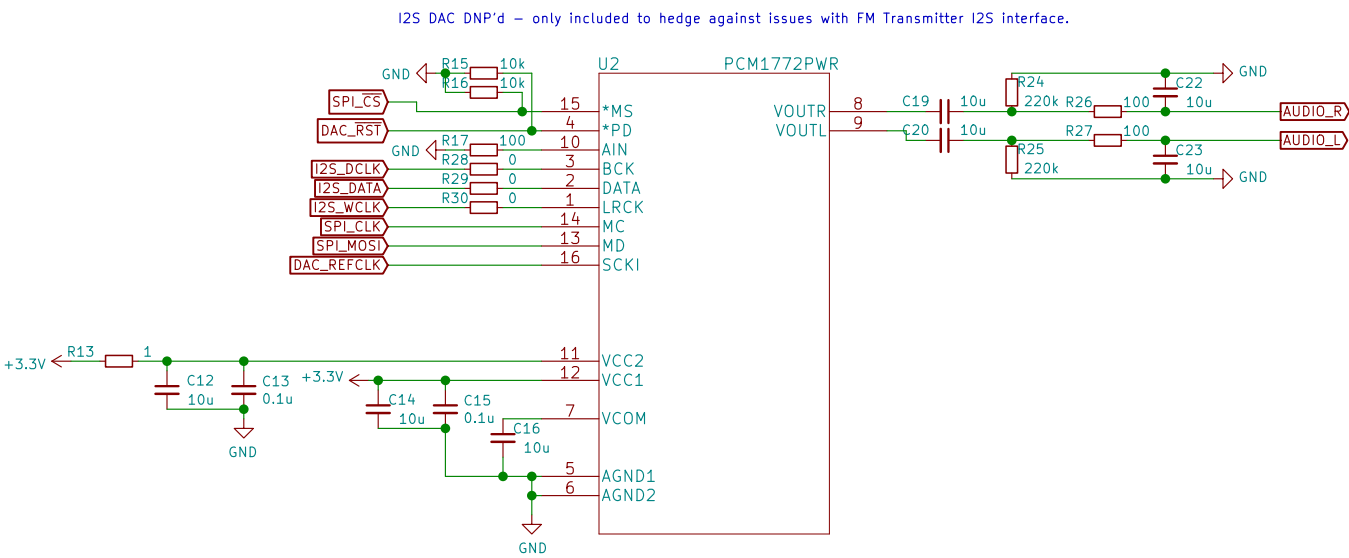 I2S DAC DNP'd – only included to hedge against issues with FM Transmitter I2S interface.
U2 PCM1772PWR
GND R15 10k
R16 10k
SPI_CS 15 *MS
DAC_RST 4 *PD
GND R17 100 10 AIN
I2S_DCLK R28 0 3 BCK
I2S_DATA R29 0 2 DATA
I2S_WCLK R30 0 1 LRCK
SPI_CLK 14 MC
SPI_MOSI 13 MD
DAC_REFCLK 16 SCKI
VOUTR 8 C19 10u R24 220k R26 100 C22 10u GND AUDIO_R
VOUTL 9 C20 10u R25 220k R27 100 C23 10u GND AUDIO_L
+3.3V R13 1 11 VCC2
C12 10u C13 0.1u GND
+3.3V 12 VCC1
C14 10u C15 0.1u
7 VCOM
C16 10u
5 AGND1
6 AGND2
GND